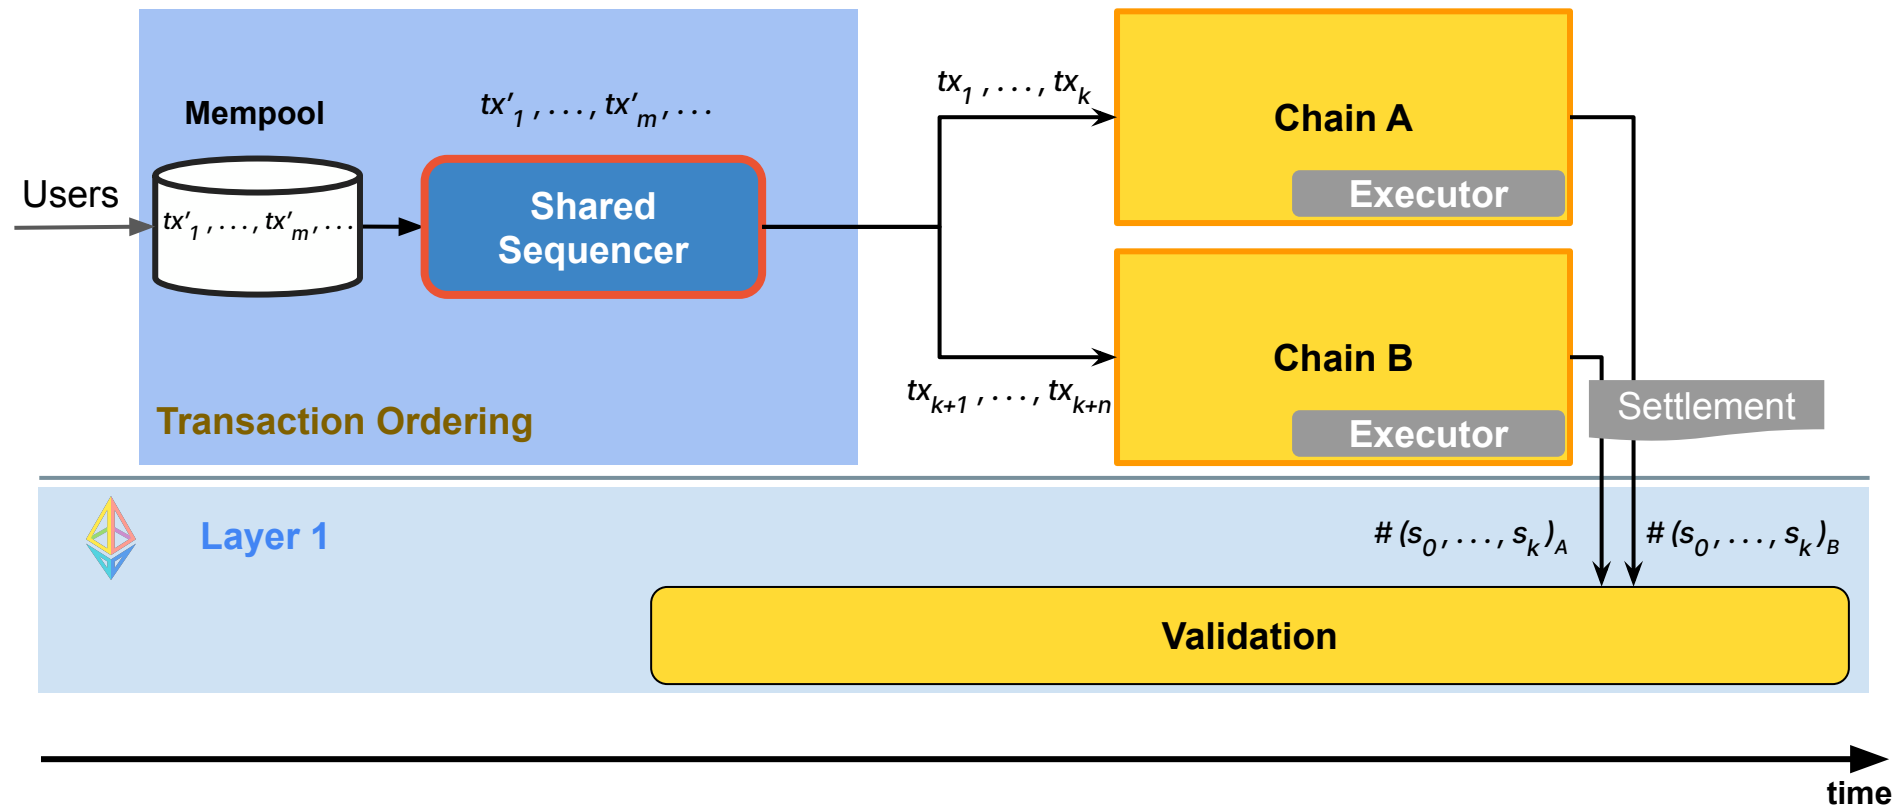 Mempool
tx′1 , . . . , tx′m , . . .
Users
tx′1 , . . . , tx′m , . . .
Shared
Sequencer
Transaction Ordering
tx1 , . . . , txk
Chain A
Executor
txk+1 , . . . , txk+n
Chain B
Executor
Settlement
Layer 1
# (s0 , . . . , sk )A
# (s0 , . . . , sk )B
Validation
time